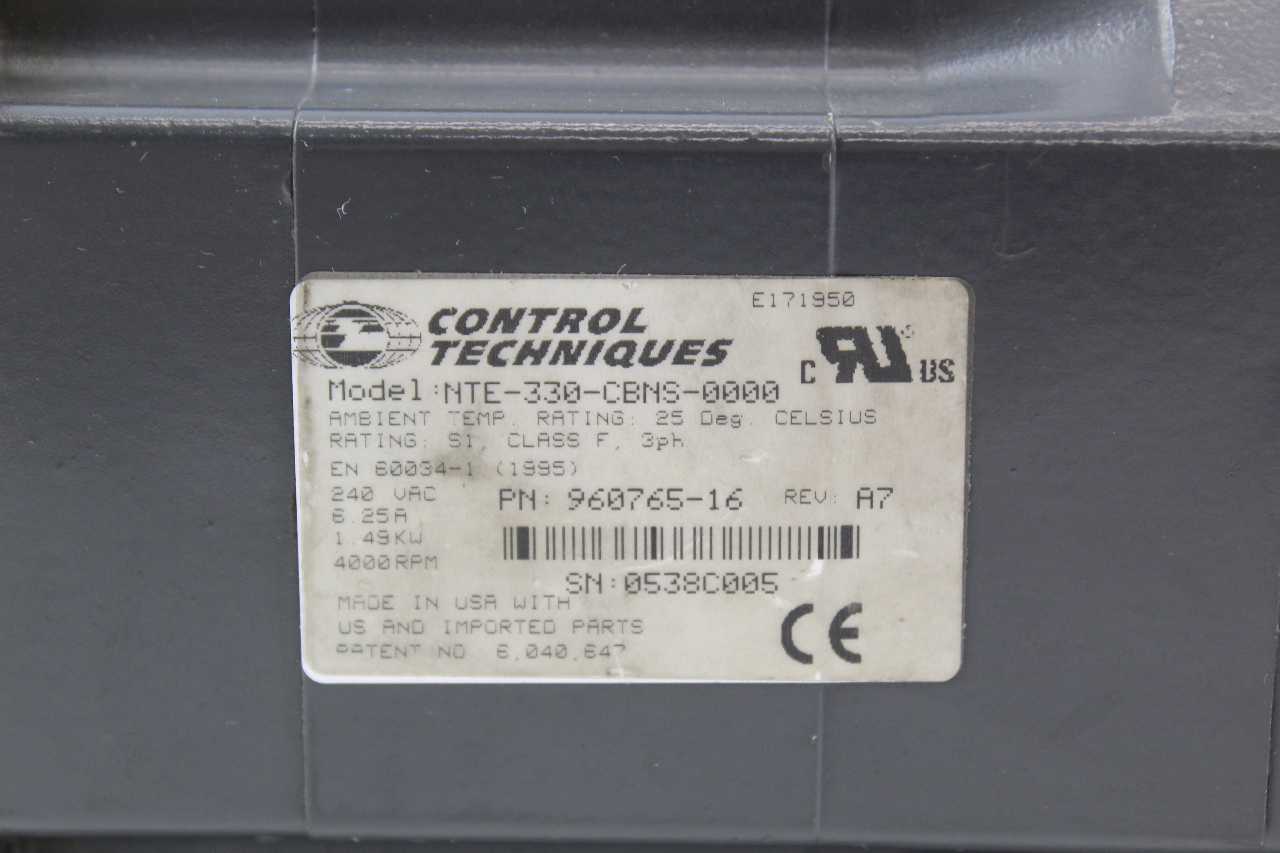 E171950
CONTROL
TECHNIQUES
C RU ® US
Model:NTE-330-CBNS-0000
AMBIENT TEMP. RATING: 25 Deg. CELSIUS
RATING: S1, CLASS F, 3ph
EN 60034-1 (1995)
240 VAC
PN: 960765-16 REV: A7
6.25A
1.49KW
4000RPM
SN:0538C005
MADE IN USA WITH
US AND IMPORTED PARTS
PATENT NO 6,040,647
CE